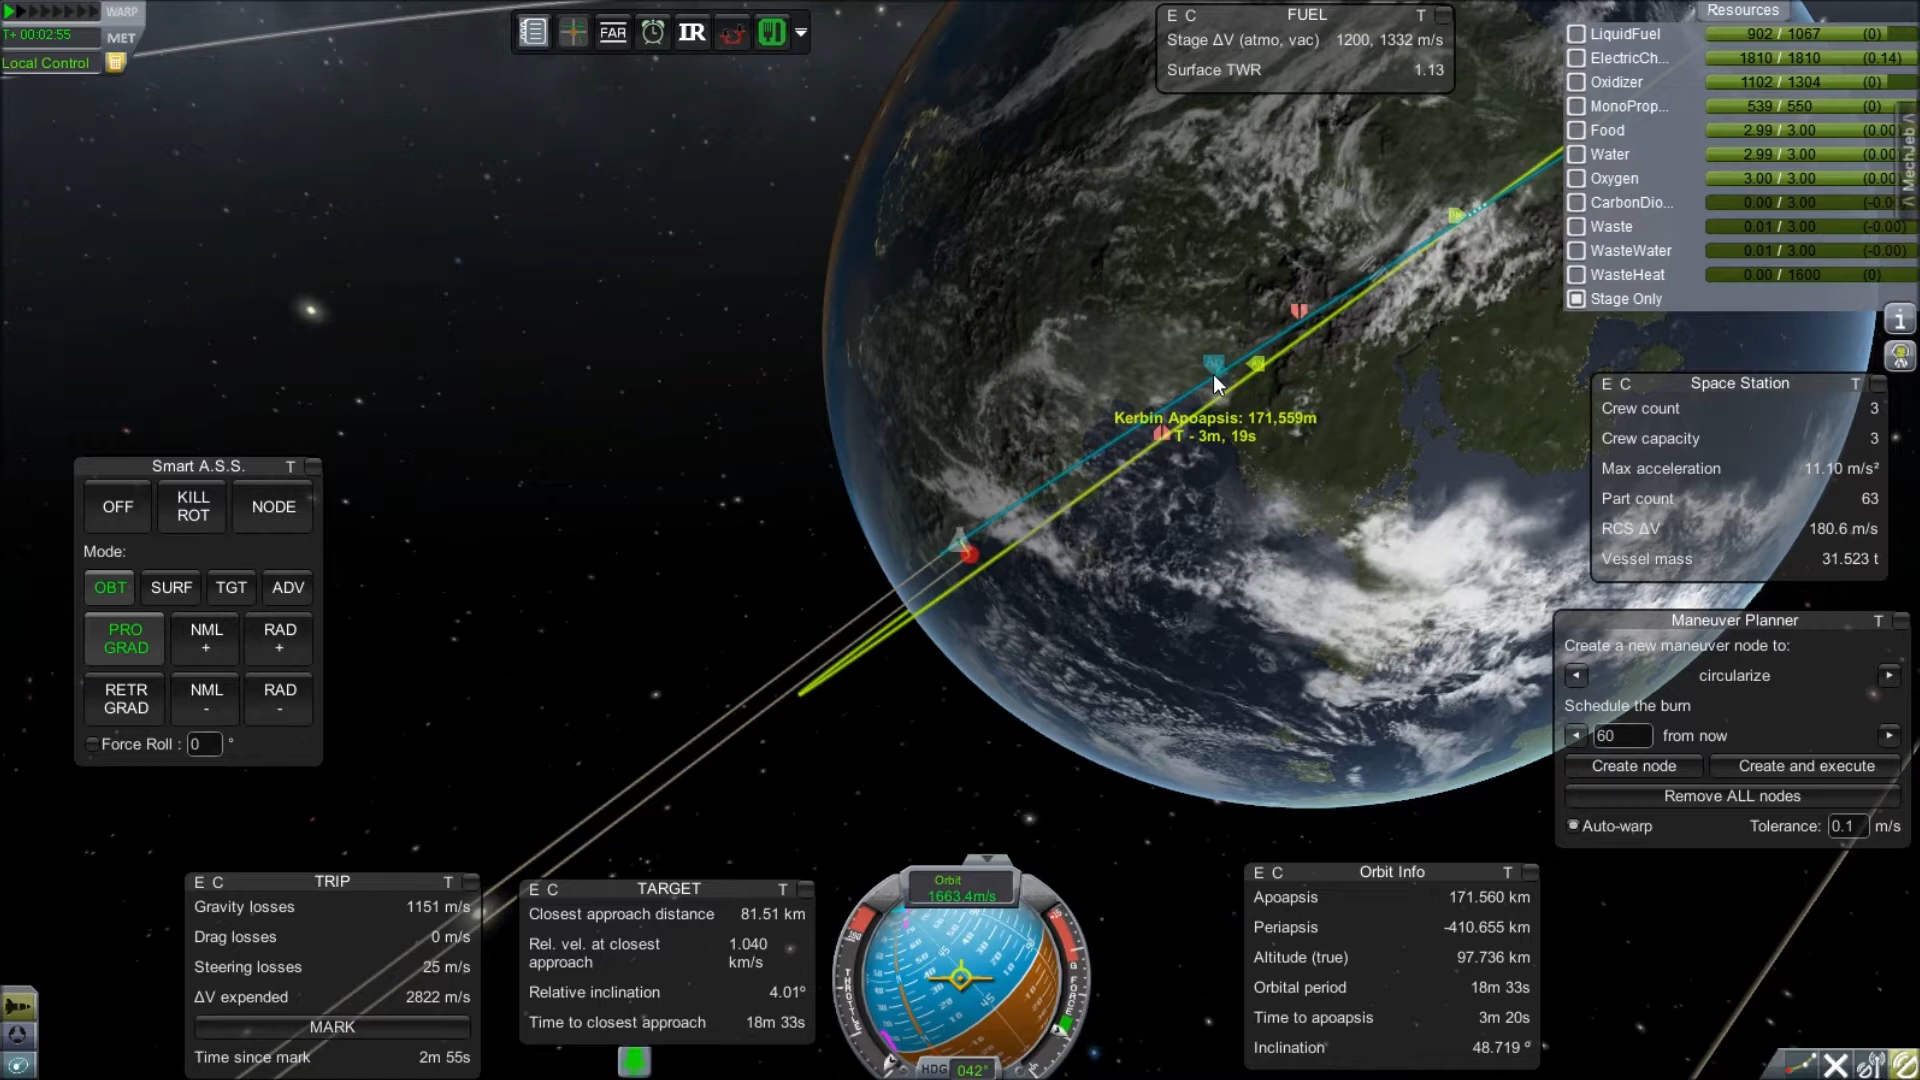 WARP
T+ 00:02:55
MET
Local Control
FAR
IR
E C FUEL T
Stage ΔV (atmo, vac) 1200, 1332 m/s
Surface TWR 1.13
Resources
LiquidFuel 902 / 1067 (0)
ElectricCh... 1810 / 1810 (0.14)
Oxidizer 1102 / 1304 (0)
MonoProp... 539 / 550 (0)
Food 2.99 / 3.00 (0.00
Water 2.99 / 3.00 (0.00
Oxygen 3.00 / 3.00 (0.00
CarbonDio... 0.00 / 3.00 (-0.0
Waste 0.01 / 3.00 (-0.00)
WasteWater 0.01 / 3.00 (-0.00)
WasteHeat 0.00 / 1600 (0)
Stage Only
MechJeb
Ap
Kerbin Apoapsis: 171,559m
T - 3m, 19s
E C Space Station T
Crew count 3
Crew capacity 3
Max acceleration 11.10 m/s²
Part count 63
RCS ΔV 180.6 m/s
Vessel mass 31.523 t
Smart A.S.S. T
OFF
KILL
ROT
NODE
Mode:
OBT SURF TGT ADV
PRO
GRAD
NML
+
RAD
+
RETR
GRAD
NML
-
RAD
-
Force Roll : 0 °
Maneuver Planner T
Create a new maneuver node to:
circularize
Schedule the burn
60 from now
Create node Create and execute
Remove ALL nodes
Auto-warp Tolerance: 0.1 m/s
E C TRIP T
Gravity losses 1151 m/s
Drag losses 0 m/s
Steering losses 25 m/s
ΔV expended 2822 m/s
MARK
Time since mark 2m 55s
E C TARGET T
Closest approach distance 81.51 km
Rel. vel. at closest
approach
1.040
km/s
Relative inclination 4.01º
Time to closest approach 18m 33s
Orbit
1663.4m/s
HDG 042°
E C Orbit Info T
Apoapsis 171.560 km
Periapsis -410.655 km
Altitude (true) 97.736 km
Orbital period 18m 33s
Time to apoapsis 3m 20s
Inclination 48.719 º